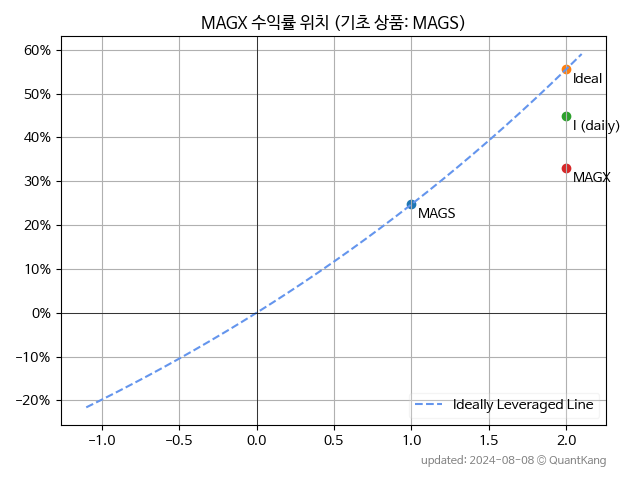 MAGX 수익률 위치 (기초 상품: MAGS)
60%
50%
40%
30%
20%
10%
0%
-10%
-20%
Ideal
I (daily)
MAGX
MAGS
Ideally Leveraged Line
-1.0 -0.5 0.0 0.5 1.0 1.5 2.0
updated: 2024-08-08 © QuantKang